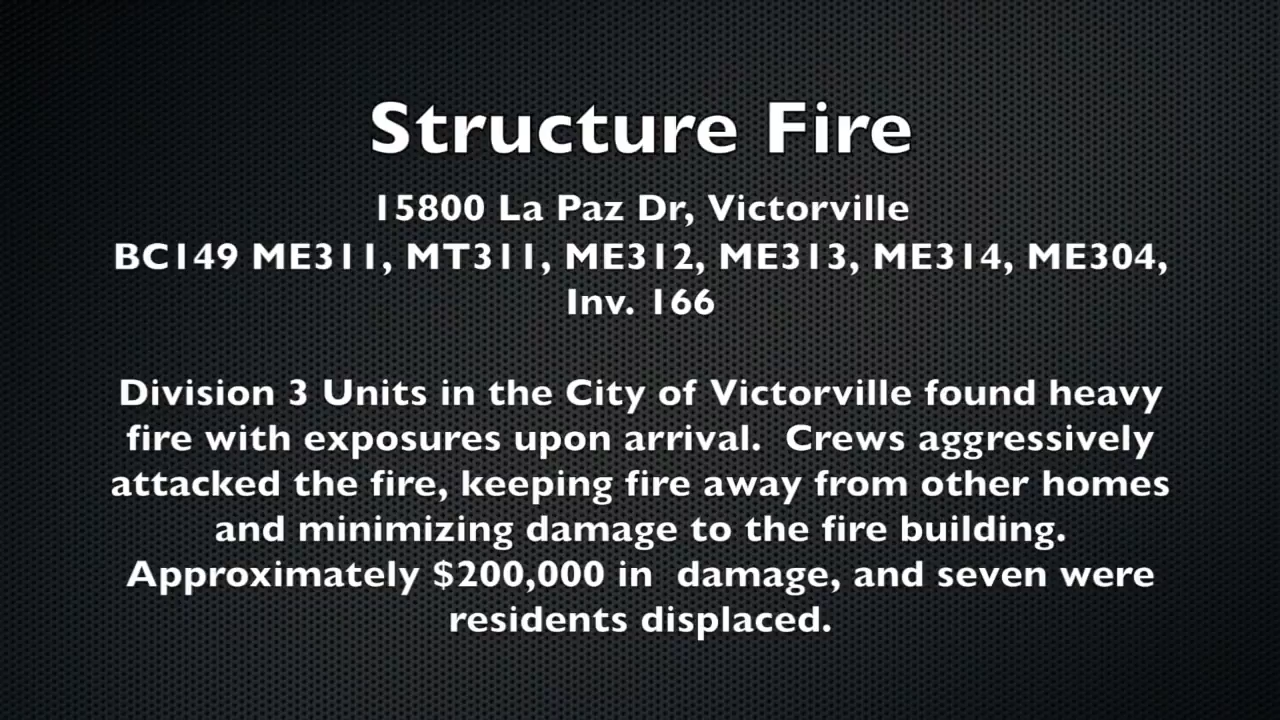 Structure Fire
15800 La Paz Dr, Victorville
BC149 ME311, MT311, ME312, ME313, ME314, ME304,
Inv. 166
Division 3 Units in the City of Victorville found heavy
fire with exposures upon arrival.  Crews aggressively
attacked the fire, keeping fire away from other homes
and minimizing damage to the fire building.
Approximately $200,000 in  damage, and seven were
residents displaced.